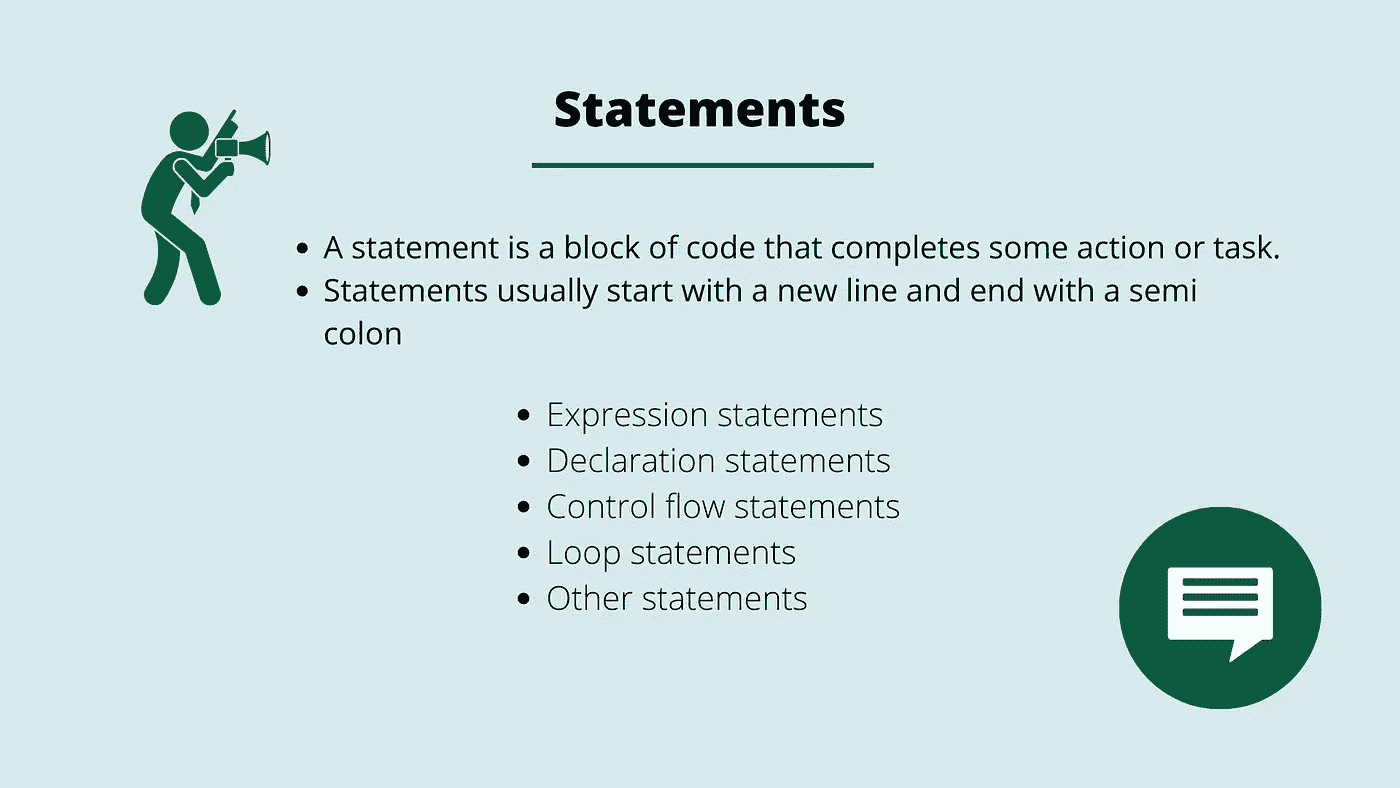 Statements
• A statement is a block of code that completes some action or task.
• Statements usually start with a new line and end with a semi
colon
• Expression statements
• Declaration statements
• Control flow statements
• Loop statements
• Other statements